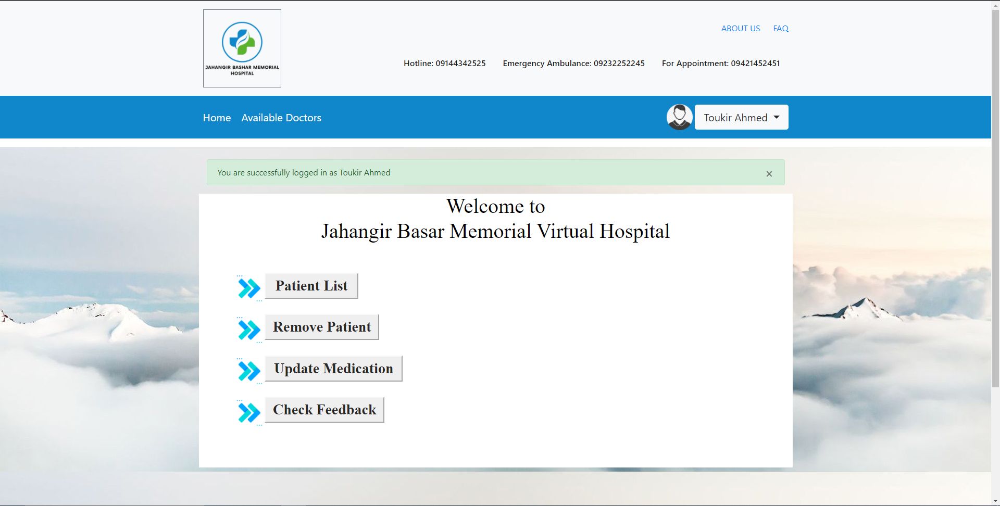 JAHANGIR BASHAR MEMORIAL
HOSPITAL
ABOUT US FAQ
Hotline: 09144342525 Emergency Ambulance: 09232252245 For Appointment: 09421452451
Home Available Doctors Toukir Ahmed
You are successfully logged in as Toukir Ahmed ×
Welcome to
Jahangir Basar Memorial Virtual Hospital
Patient List
Remove Patient
Update Medication
Check Feedback